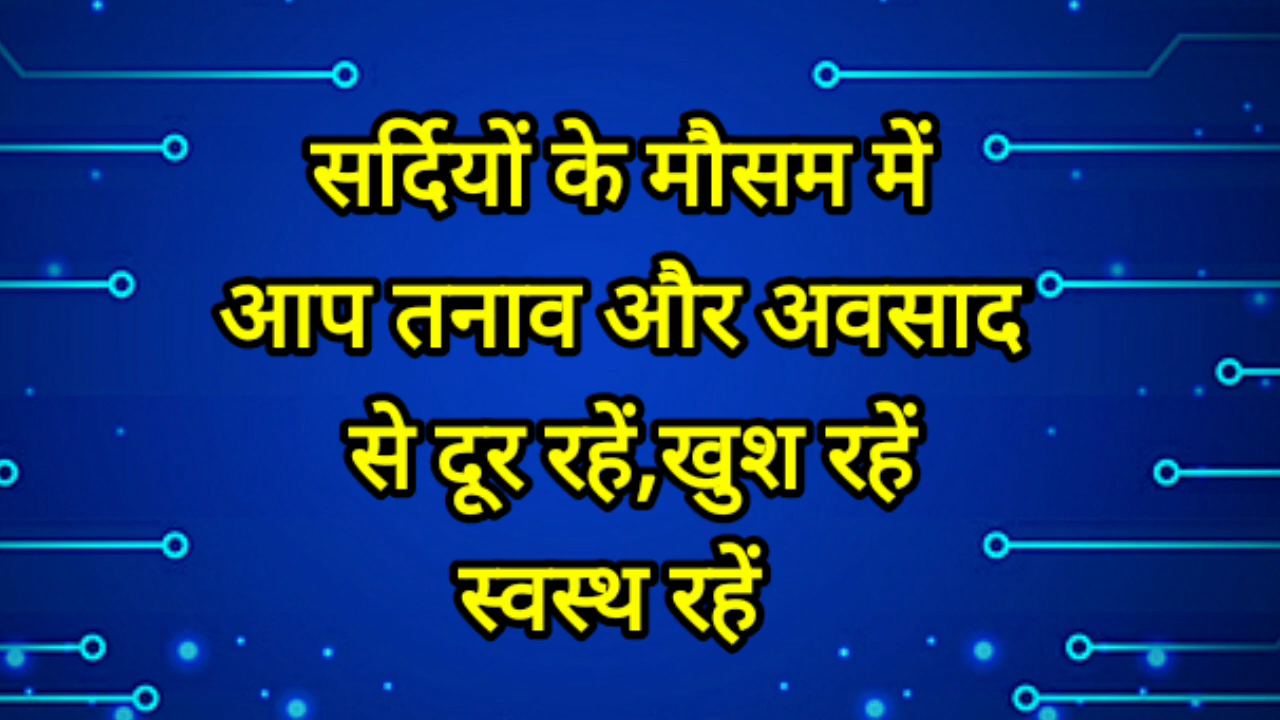 सर्दियों के मौसम में
आप तनाव और अवसाद
से दूर रहें,खुश रहें
स्वस्थ रहें